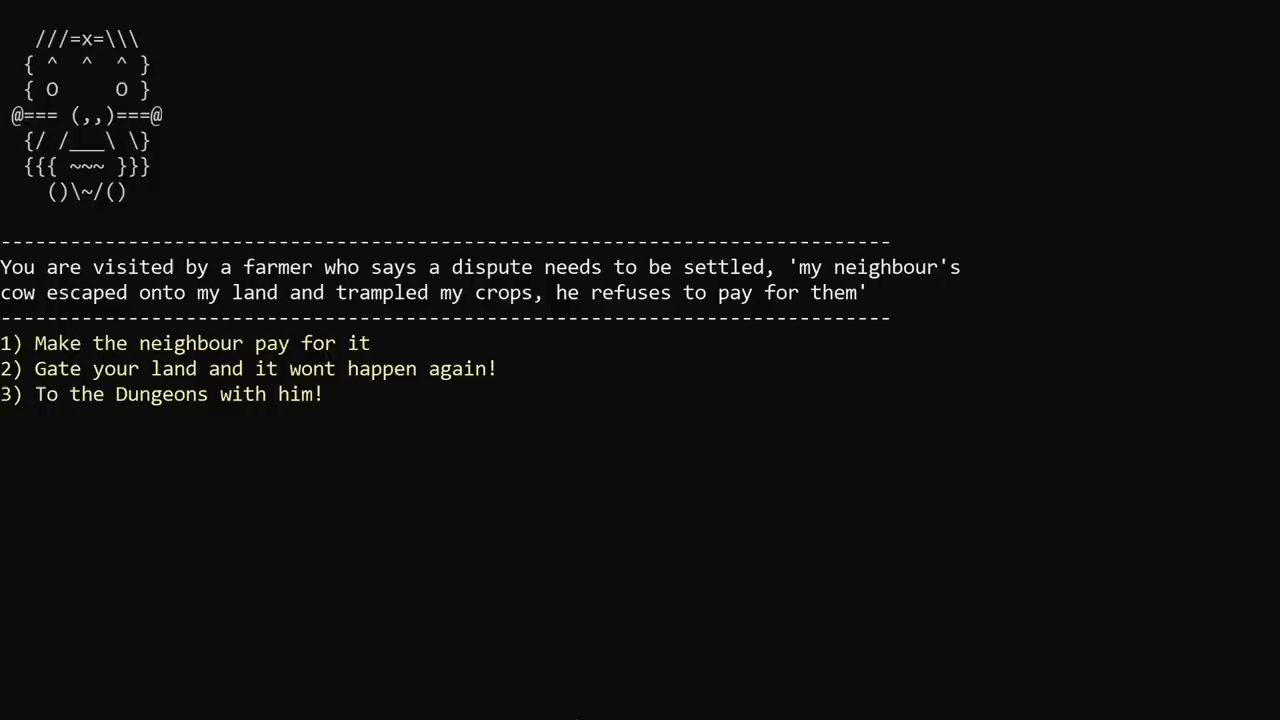 ///=x=\\\
{ ^  ^  ^ }
{ O     O }
@=== (,,)===@
{/ /___\ \}
{{{ ~~~ }}}
()\~/()
-----------------------------------------------------------------------------
You are visited by a farmer who says a dispute needs to be settled, 'my neighbour's
cow escaped onto my land and trampled my crops, he refuses to pay for them'
-----------------------------------------------------------------------------
1) Make the neighbour pay for it
2) Gate your land and it wont happen again!
3) To the Dungeons with him!